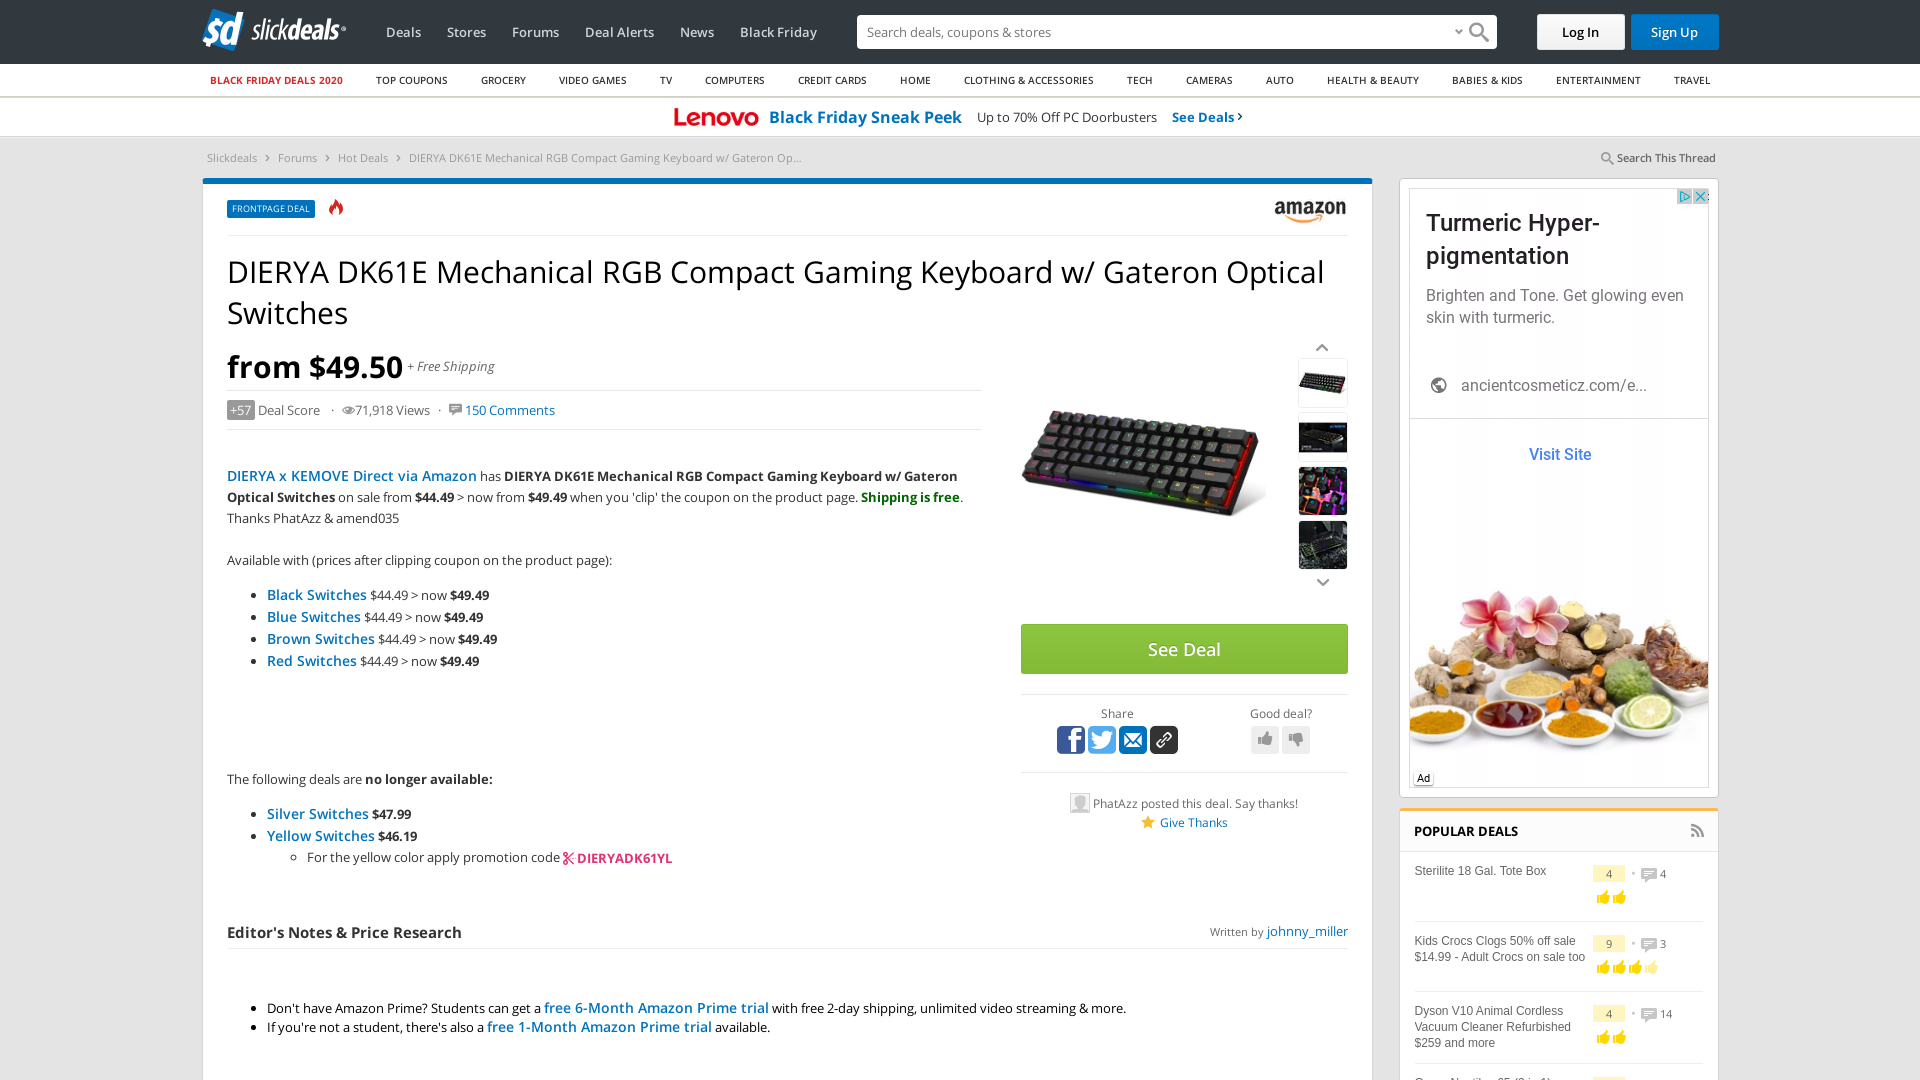 slickdeals
Deals
Stores
Forums
Deal Alerts
News
Black Friday
Search deals, coupons & shopping
Log In
Sign Up
BLACK FRIDAY DEALS 2020
TOP COUPONS
GROCERY
VIDEO GAMES
TV
COMPUTERS
CREDIT CARDS
HOME
CLOTHING & ACCESSORIES
TECH
CAMERAS
AUTO
HEALTH & BEAUTY
BABIES & KIDS
ENTERTAINMENT
TRAVEL
Lenovo Black Friday Sneak Peek Up to 70% Off PC Doorbusters See Deals
Slickdeals > Forums > Hot Deals > DIERYA DK61E Mechanical RGB Compact Gaming Keyboard w/ Gateron Op...
Search This Thread
FRONTPAGE DEAL
amazon
DIERYA DK61E Mechanical RGB Compact Gaming Keyboard w/ Gateron Optical
Switches
from $49.50 + Free Shipping
+57 Deal Score · 71,918 Views · 150 Comments
DIERYA x KEMOVE Direct via Amazon has DIERYA DK61E Mechanical RGB Compact Gaming Keyboard w/ Gateron
Optical Switches on sale from $44.49 > now from $49.49 when you 'clip' the coupon on the product page. Shipping is free.
Thanks PhatAzz & amend035
Available with (prices after clipping coupon on the product page):
Black Switches $44.49 > now $49.49
Blue Switches $44.49 > now $49.49
Brown Switches $44.49 > now $49.49
Red Switches $44.49 > now $49.49
The following deals are no longer available:
Silver Switches $47.99
Yellow Switches $46.19
For the yellow color apply promotion code DIERYADK61YL
See Deal
Share
Good deal?
PhatAzz posted this deal. Say thanks!
Give Thanks
Editor's Notes & Price Research
Written by johnny_miller
Don't have Amazon Prime? Students can get a free 6-Month Amazon Prime trial with free 2-day shipping, unlimited video streaming & more.
If you're not a student, there's also a free 1-Month Amazon Prime trial available.
Turmeric Hyper-
pigmentation
Brighten and Tone. Get glowing even
skin with turmeric.
ancientcosmeticz.com/e...
Visit Site
Ad
POPULAR DEALS
Sterilite 18 Gal. Tote Box
4 · 4
Kids Crocs Clogs 50% off sale
$14.99 - Adult Crocs on sale too
9 · 3
Dyson V10 Animal Cordless
Vacuum Cleaner Refurbished
$259 and more
4 · 14